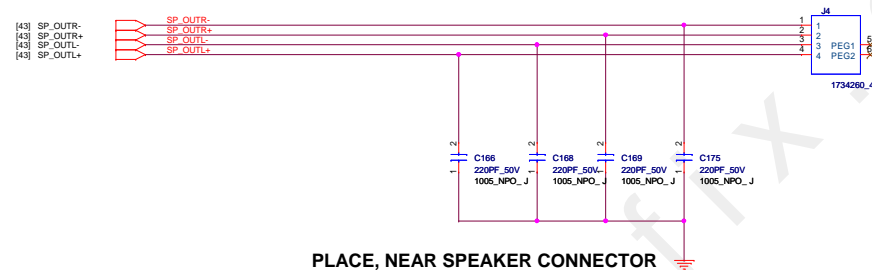 J4
[43] SP_OUTR- SP_OUTR- 1 1
[43] SP_OUTR+ SP_OUTR+ 2 2
[43] SP_OUTL- SP_OUTL- 3 3 PEG1 5
[43] SP_OUTL+ SP_OUTL+ 4 4 PEG2
1734260_4
2 2 2 2
C166 C168 C169 C175
220PF_50V 220PF_50V 220PF_50V 220PF_50V
1 1 1 1
1005_NPO_J 1005_NPO_J 1005_NPO_J 1005_NPO_J
PLACE, NEAR SPEAKER CONNECTOR